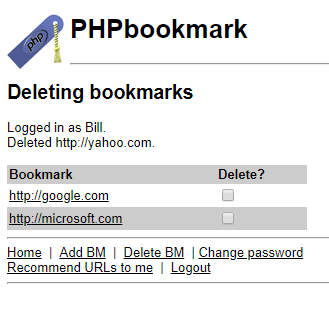 php
PHPbookmark
Deleting bookmarks
Logged in as Bill.
Deleted http://yahoo.com.
Bookmark Delete?
http://google.com
http://microsoft.com
Home | Add BM | Delete BM | Change password
Recommend URLs to me | Logout